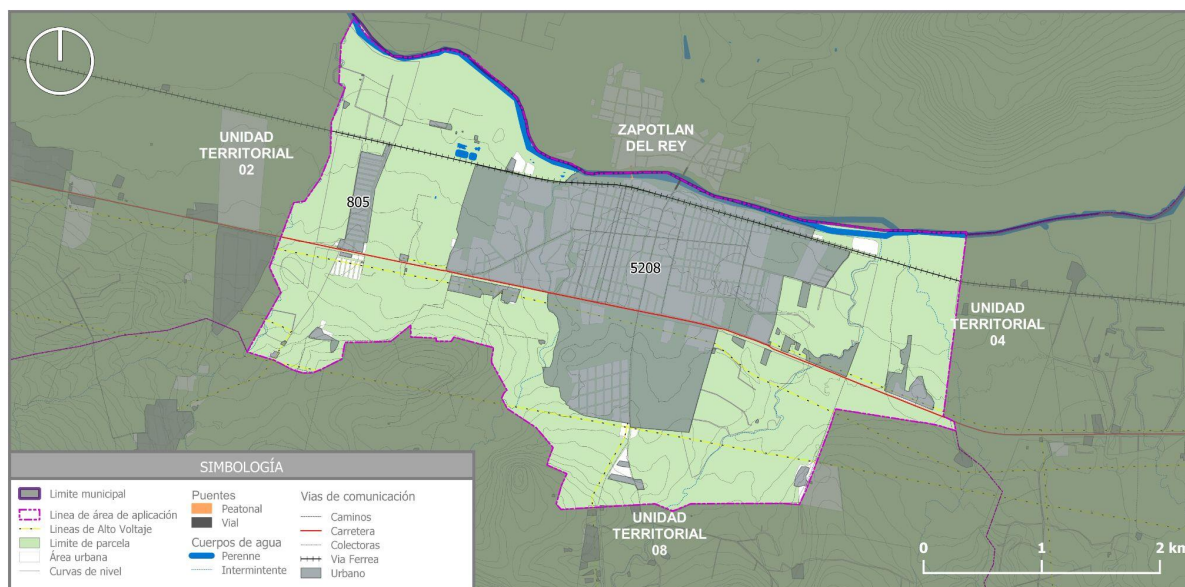 UNIDAD
TERRITORIAL
02
ZAPOTLAN
DEL REY
805
5208
UNIDAD
TERRITORIAL
04
UNIDAD
TERRITORIAL
08
SIMBOLOGÍA
Limite municipal
Linea de área de aplicación
Lineas de Alto Voltaje
Limite de parcela
Área urbana
Curvas de nivel
Puentes
Peatonal
Vial
Cuerpos de agua
Perenne
Intermintente
Vias de comunicación
Caminos
Carretera
Colectoras
Via Ferrea
Urbano
0 1 2 km